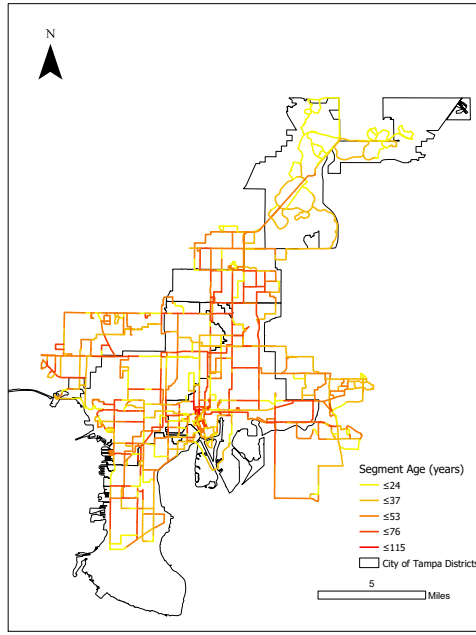 N
Segment Age (years)
≤24
≤37
≤53
≤76
≤115
City of Tampa Districts
5
Miles